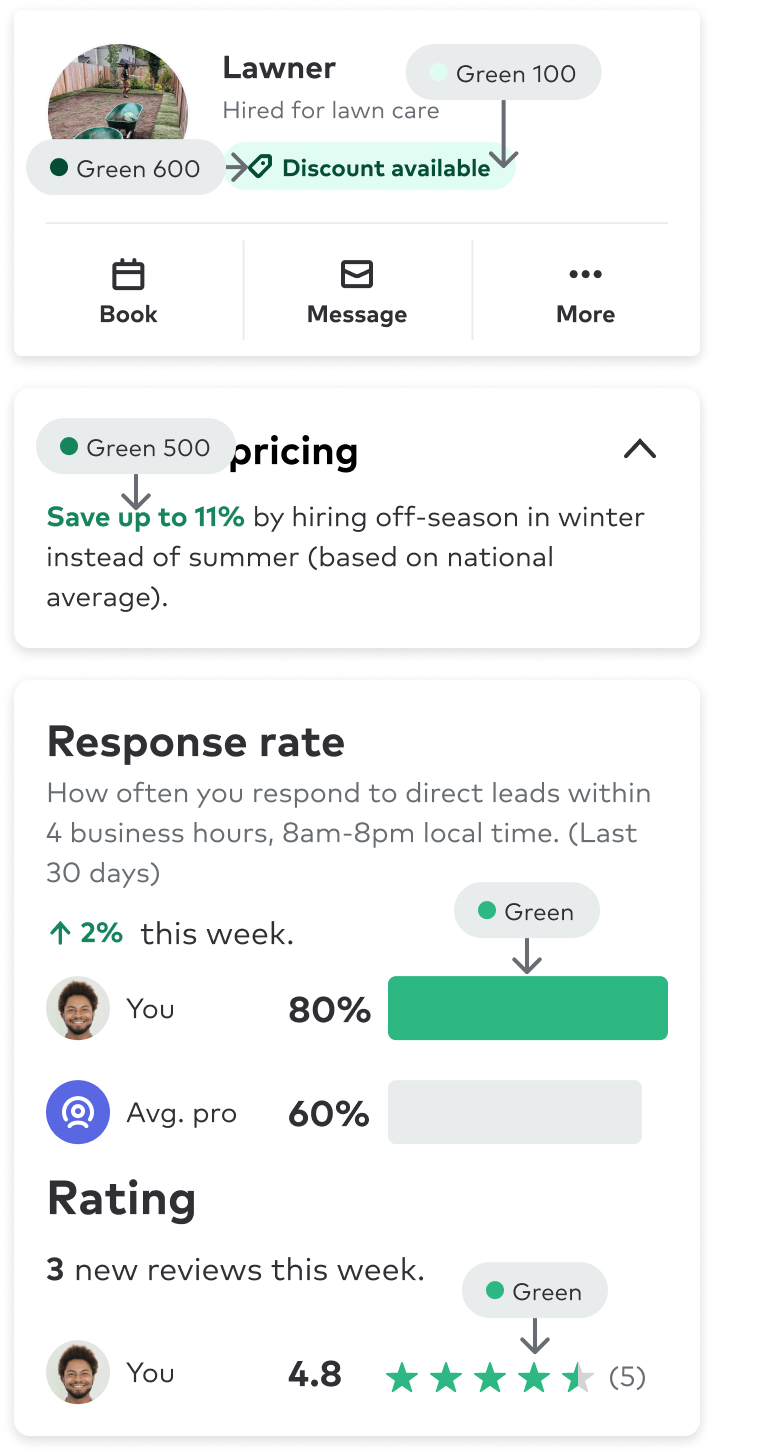 Lawner
Green 100
Hired for lawn care
Green 600
Discount available
Book
Message
More
Green 500
pricing
Save up to 11% by hiring off-season in winter
instead of summer (based on national
average).
Response rate
How often you respond to direct leads within
4 business hours, 8am-8pm local time. (Last
30 days)
Green
2% this week.
You 80%
Avg. pro 60%
Rating
3 new reviews this week.
Green
You 4.8 (5)